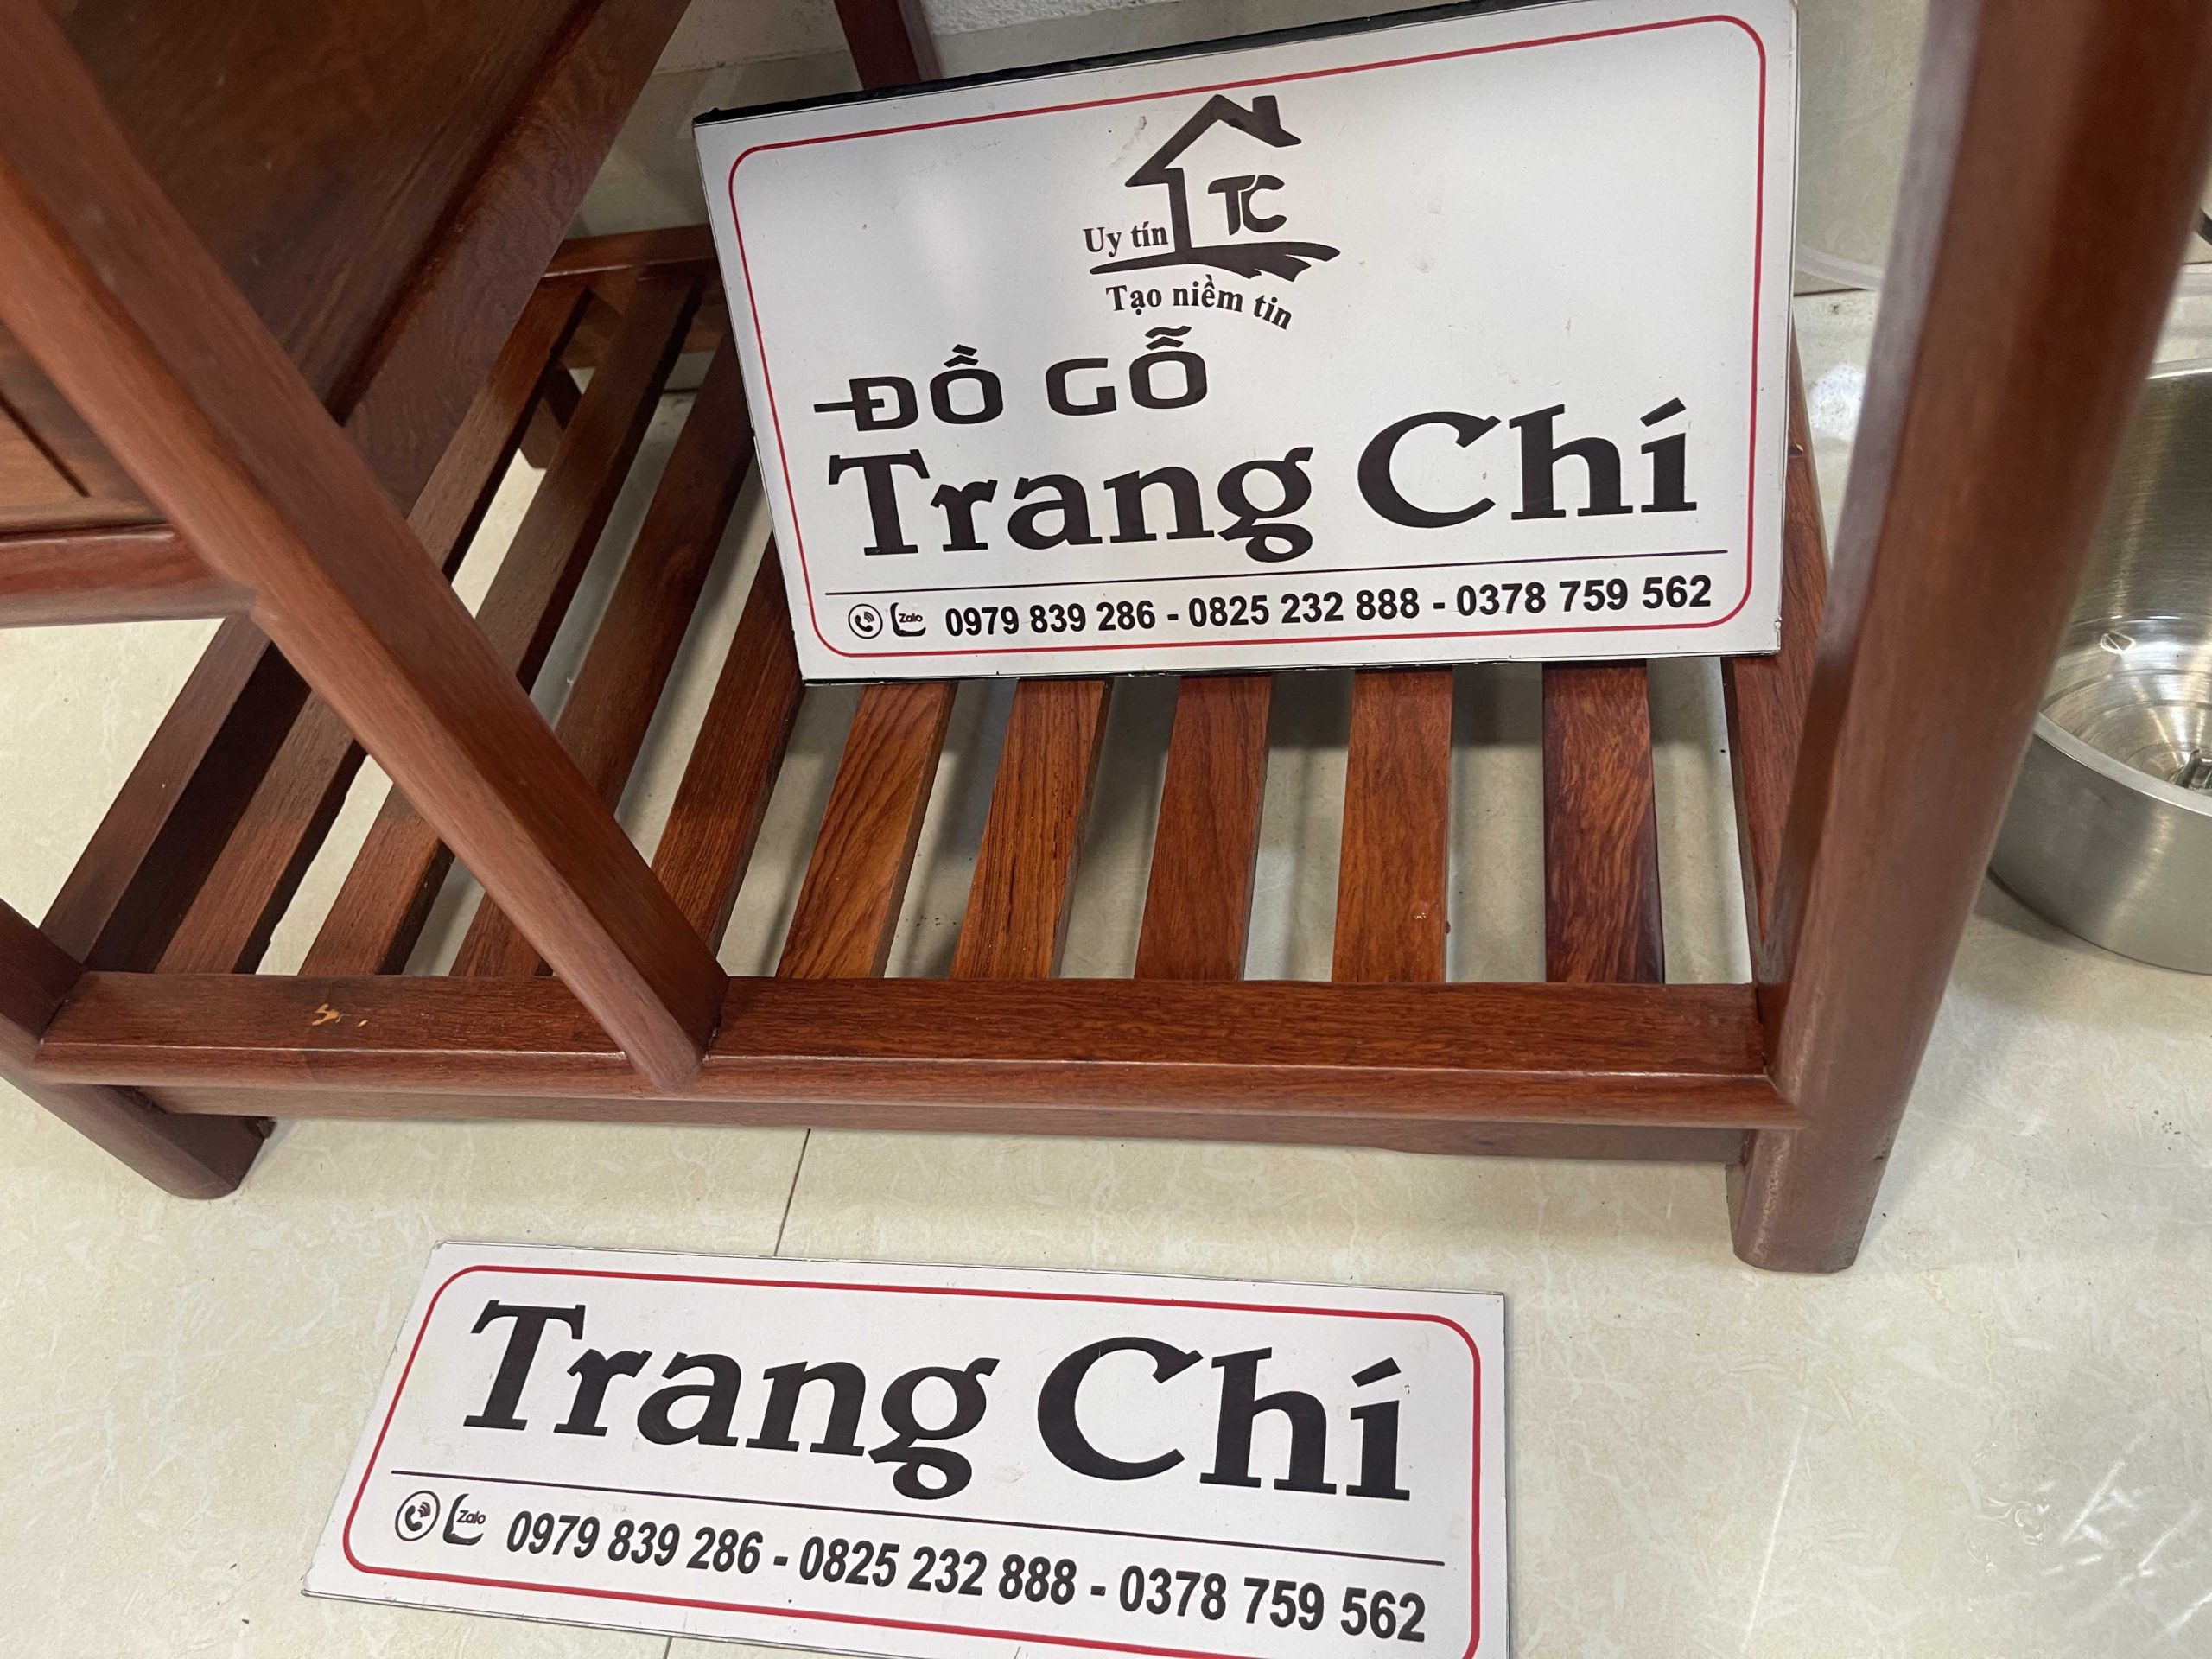 TC
Uy tín
Tạo niềm tin
ĐỒ GỖ
Trang Chí
Zalo 0979 839 286 - 0825 232 888 - 0378 759 562
Trang Chí
Zalo 0979 839 286 - 0825 232 888 - 0378 759 562